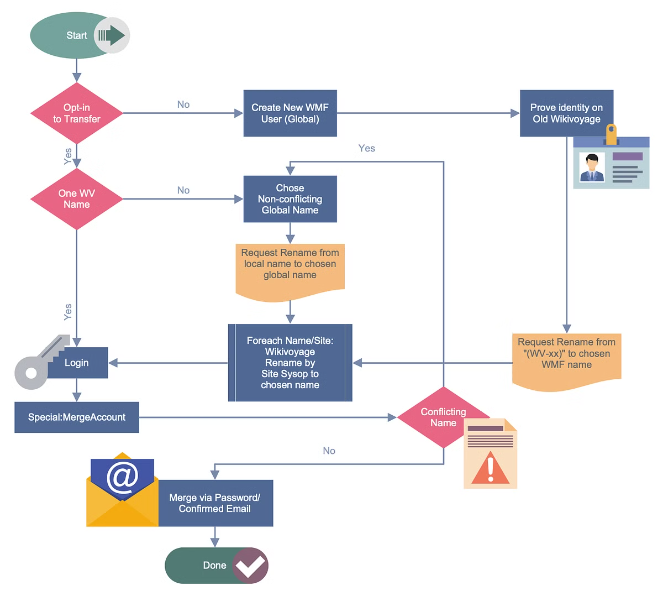 Start
Opt-in
to Transfer
No
Create New WMF
User (Global)
Prove identity on
Old Wikivoyage
Yes
Yes
One WV
Name
No
Chose
Non-conflicting
Global Name
Request Rename from
local name to chosen
global name
Yes
Foreach Name/Site:
Wikivoyage
Rename by
Site Sysop to
chosen name
Request Rename from
"(WV-xx)" to chosen
WMF name
Login
Special:MergeAccount
Conflicting
Name
No
@
Merge via Password/
Confirmed Email
Done